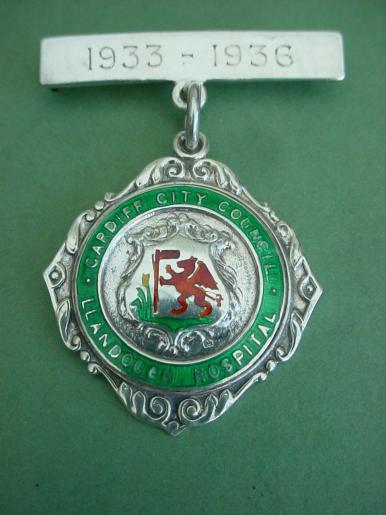 1933 - 1936
· CARDIFF CITY COUNCIL ·
LLANDOUGH HOSPITAL